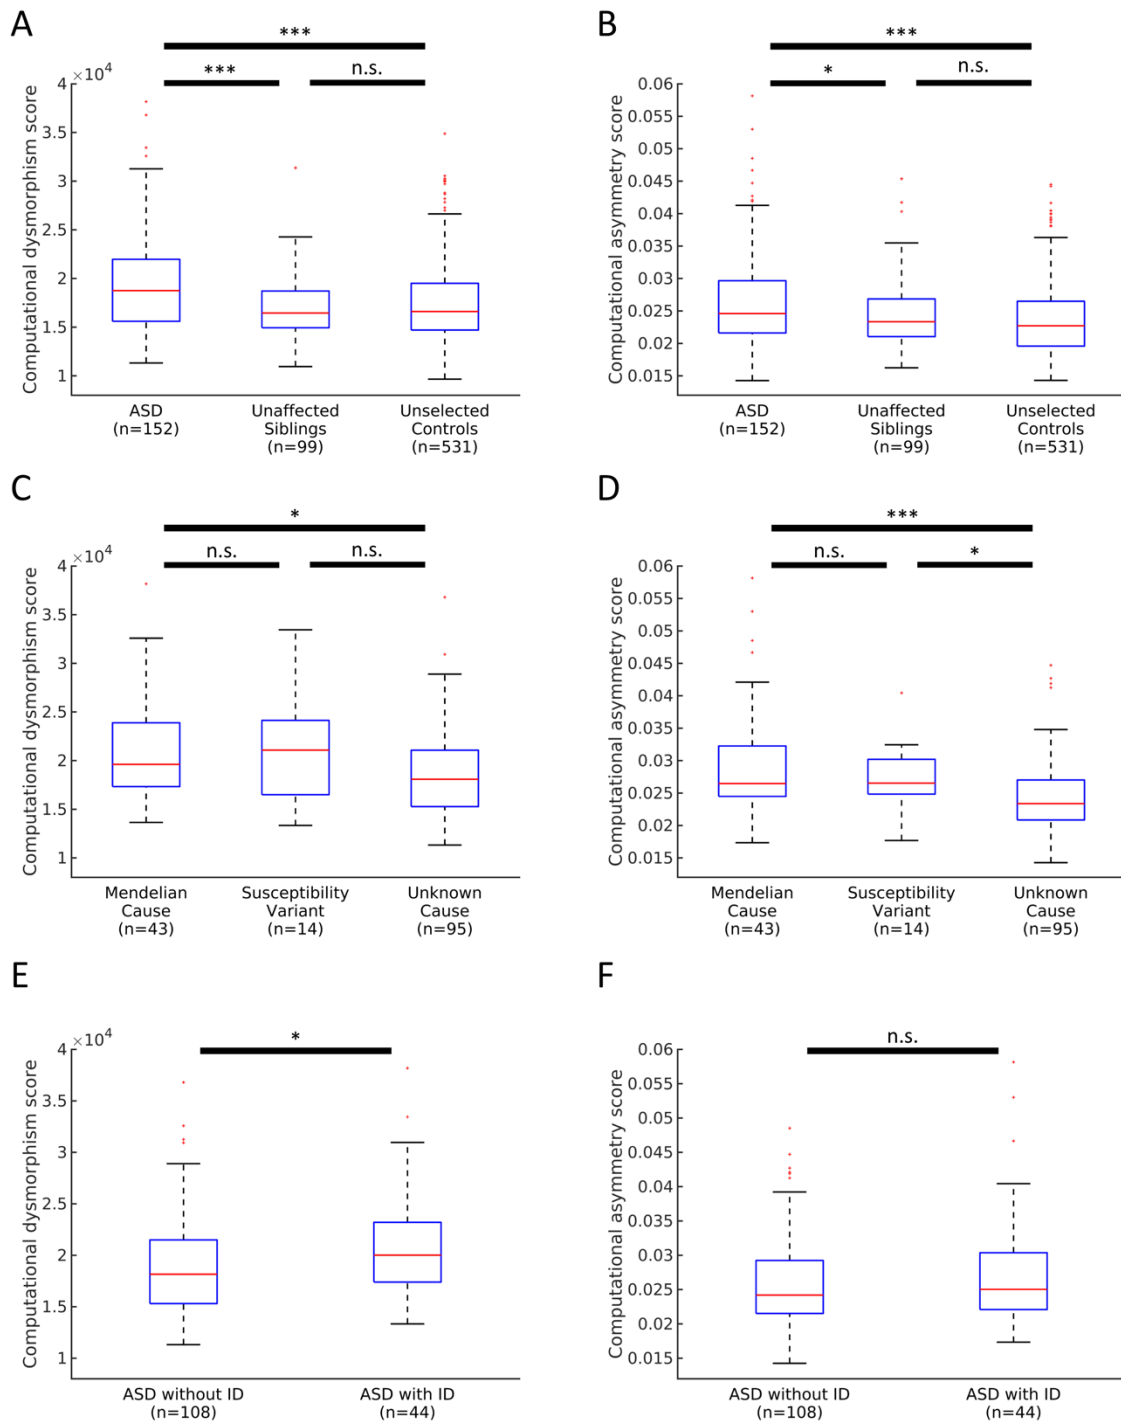 A
***
***
n.s.
×10⁴
4
3.5
3
2.5
2
1.5
1
Computational dysmorphism score
ASD
(n=152)
Unaffected
Siblings
(n=99)
Unselected
Controls
(n=531)
B
***
*
n.s.
0.06
0.055
0.05
0.045
0.04
0.035
0.03
0.025
0.02
0.015
Computational asymmetry score
ASD
(n=152)
Unaffected
Siblings
(n=99)
Unselected
Controls
(n=531)
C
*
n.s.
n.s.
×10⁴
4
3.5
3
2.5
2
1.5
1
Computational dysmorphism score
Mendelian
Cause
(n=43)
Susceptibility
Variant
(n=14)
Unknown
Cause
(n=95)
D
***
n.s.
*
0.06
0.055
0.05
0.045
0.04
0.035
0.03
0.025
0.02
0.015
Computational asymmetry score
Mendelian
Cause
(n=43)
Susceptibility
Variant
(n=14)
Unknown
Cause
(n=95)
E
*
×10⁴
4
3.5
3
2.5
2
1.5
1
Computational dysmorphism score
ASD without ID
(n=108)
ASD with ID
(n=44)
F
n.s.
0.06
0.055
0.05
0.045
0.04
0.035
0.03
0.025
0.02
0.015
Computational asymmetry score
ASD without ID
(n=108)
ASD with ID
(n=44)